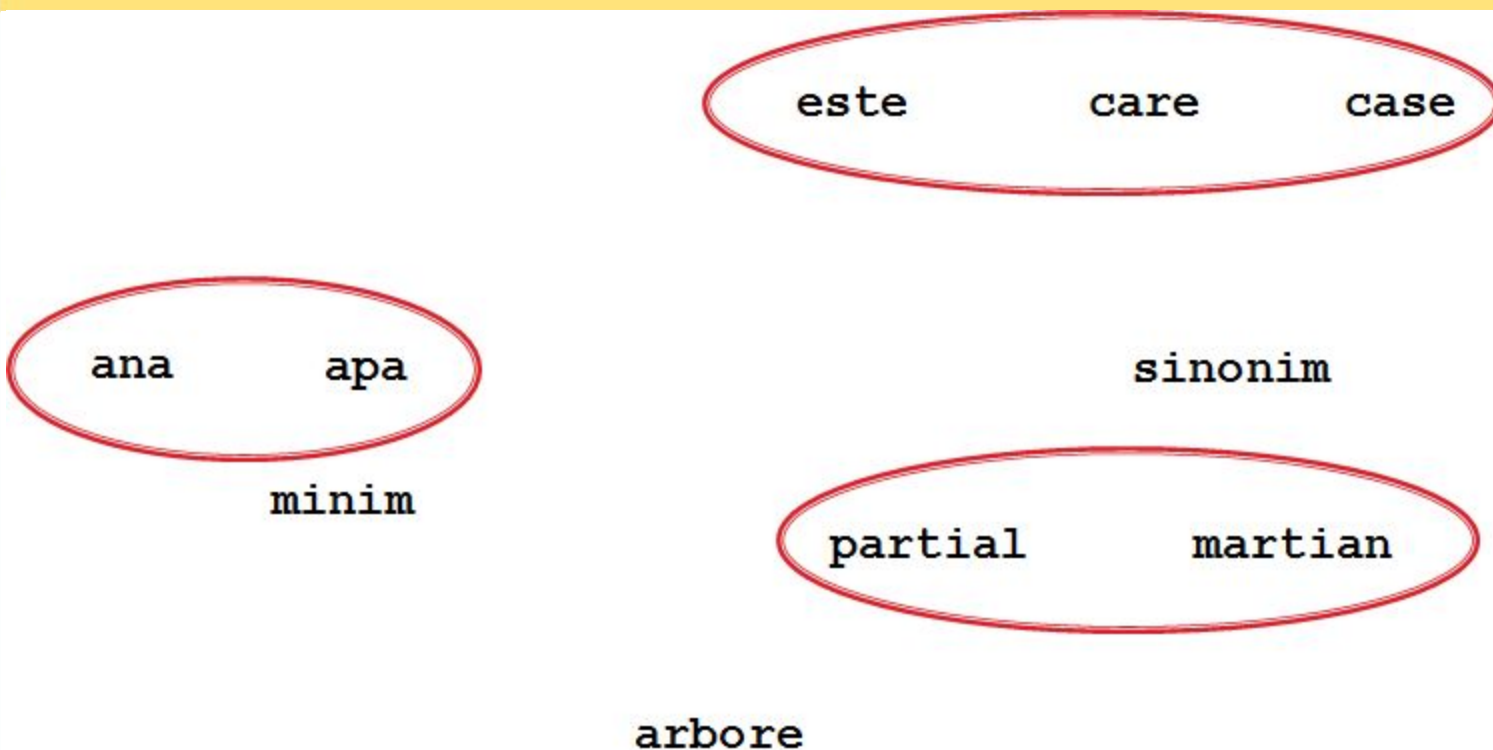 este care case
ana apa
sinonim
minim
partial martian
arbore